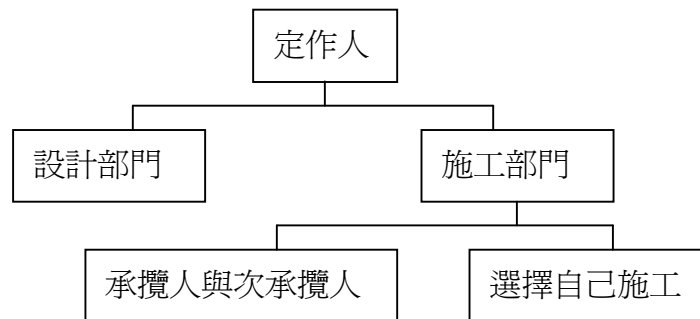 定作人
設計部門
施工部門
承攬人與次承攬人
選擇自己施工